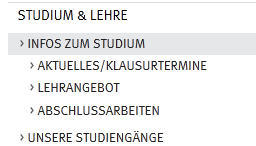 STUDIUM & LEHRE
› INFOS ZUM STUDIUM
› AKTUELLES/KLAUSURTERMINE
› LEHRANGEBOT
› ABSCHLUSSARBEITEN
› UNSERE STUDIENGÄNGE